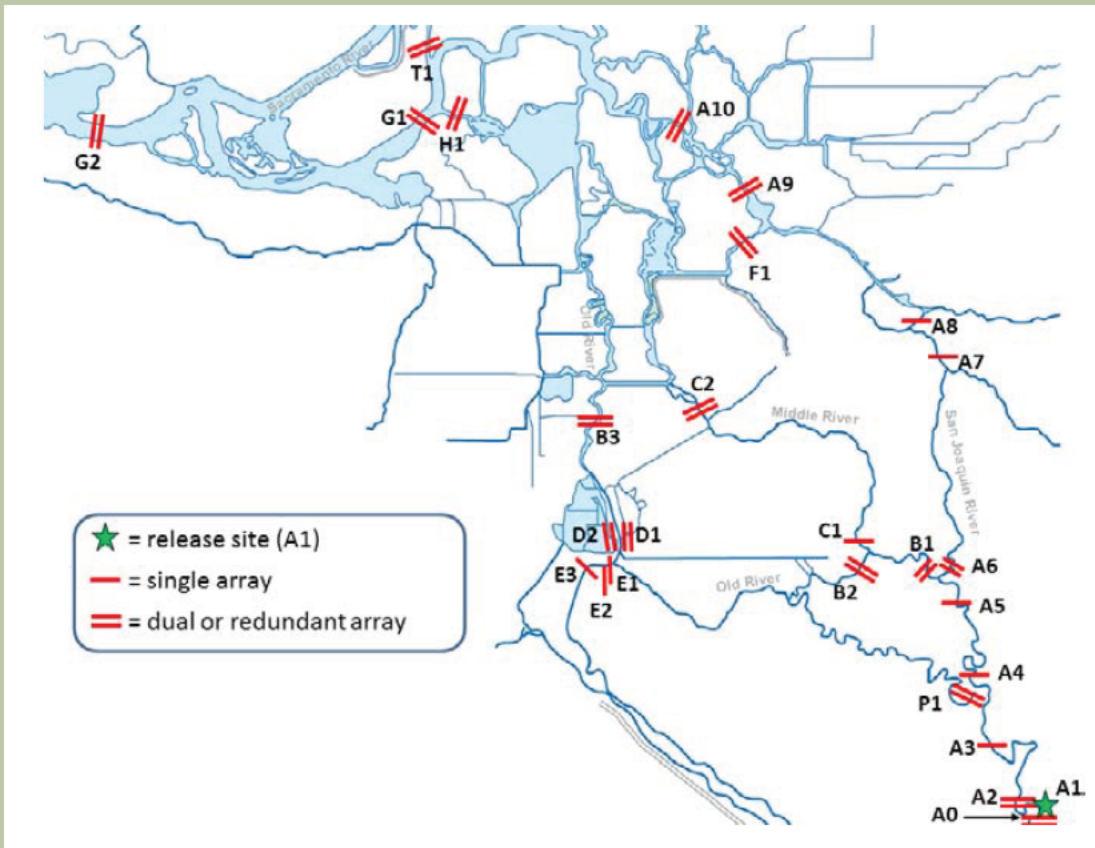 Sacramento River
T1
G1
H1
G2
A10
A9
F1
A8
A7
Old River
C2
B3
Middle River
San Joaquin River
D2
D1
C1
B1
A6
E3
E1
E2
B2
A5
Old River
A4
P1
A3
A2
A1
A0
= release site (A1)
= single array
= dual or redundant array